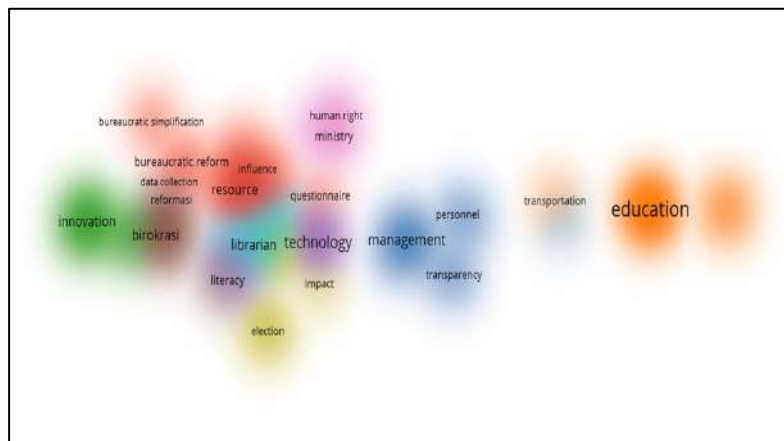 human right
bureaucratic simplification
ministry
bureaucratic reform
influence
data collection
resource
questionnaire
reformasi
transportation
education
personnel
innovation
birokrasi
librarian
technology
management
transparency
literacy
impact
election